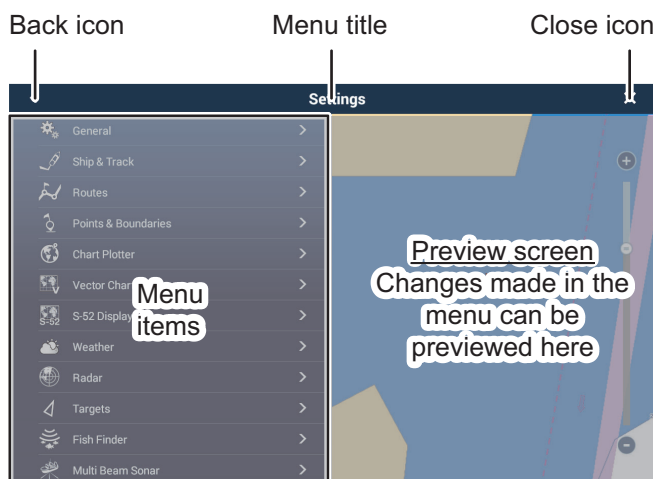 Back icon
Menu title
Close icon
Settings
General
Ship & Track
Routes
Points & Boundaries
Chart Plotter
Vector Char
S-52 Display
Weather
Radar
Targets
Fish Finder
Multi Beam Sonar
V
S-52
Menu
items
Preview screen
Changes made in the
menu can be
previewed here